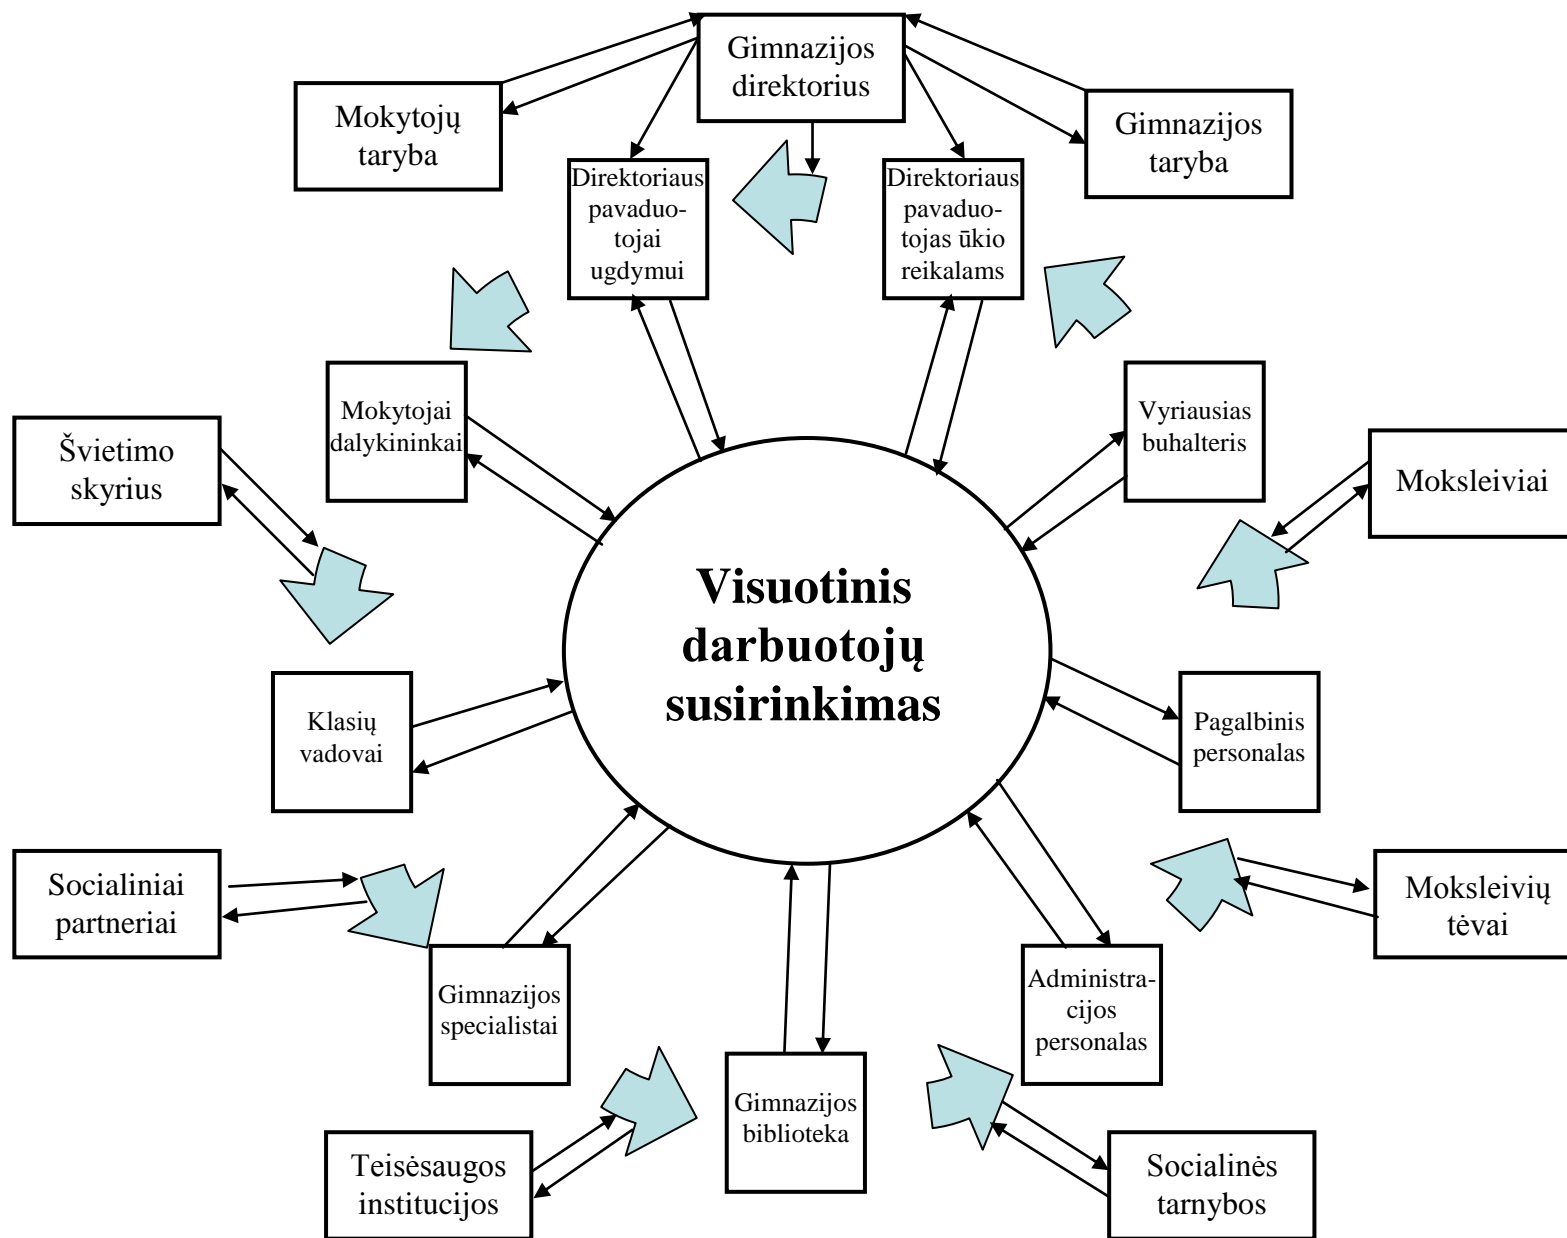 Gimnazijos
direktorius
Mokytojų
taryba
Gimnazijos
taryba
Direktoriaus
pavaduo-
tojai
ugdymui
Direktoriaus
pavaduo-
tojas ūkio
reikalams
Mokytojai
dalykininkai
Vyriausias
buhalteris
Švietimo
skyrius
Moksleiviai
Visuotinis
darbuotojų
susirinkimas
Klasių
vadovai
Pagalbinis
personalas
Socialiniai
partneriai
Moksleivių
tėvai
Gimnazijos
specialistai
Administra-
cijos
personalas
Gimnazijos
biblioteka
Teisėsaugos
institucijos
Socialinės
tarnybos